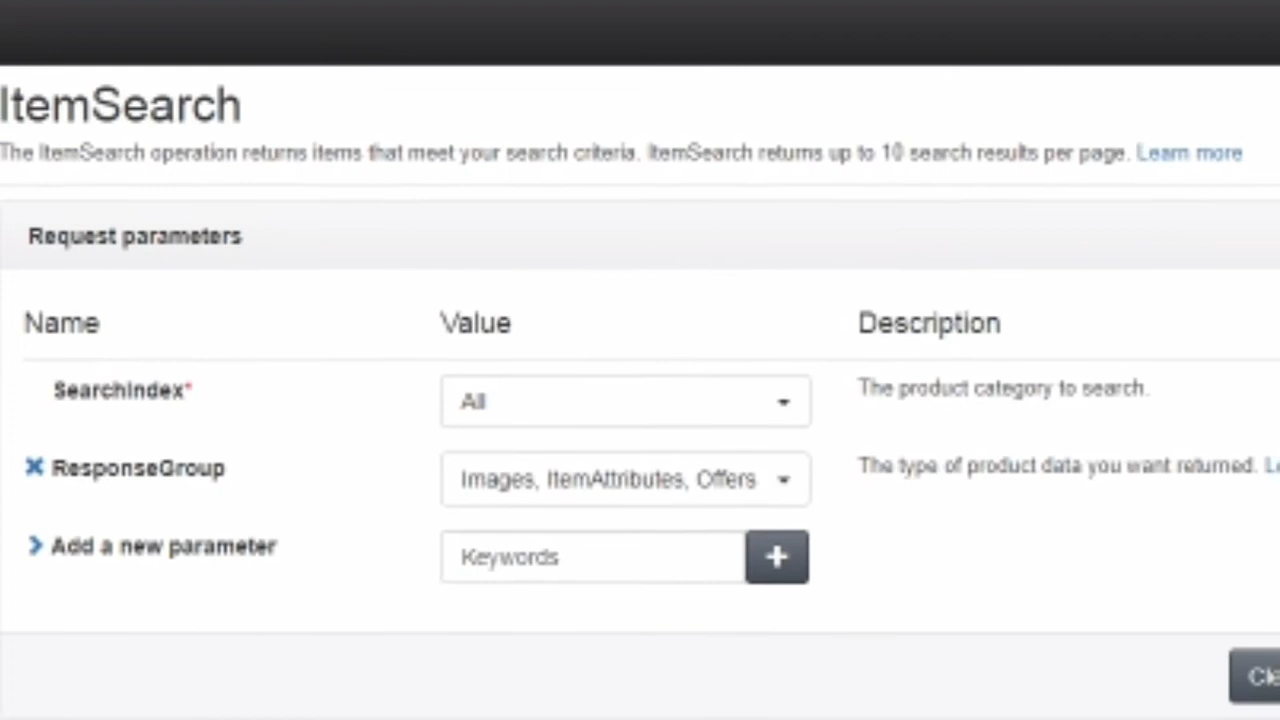 ItemSearch
The ItemSearch operation returns items that meet your search criteria. ItemSearch returns up to 10 search results per page. Learn more
Request parameters
Name Value Description
SearchIndex* All The product category to search.
ResponseGroup Images, ItemAttributes, Offers The type of product data you want returned.
Add a new parameter Keywords +